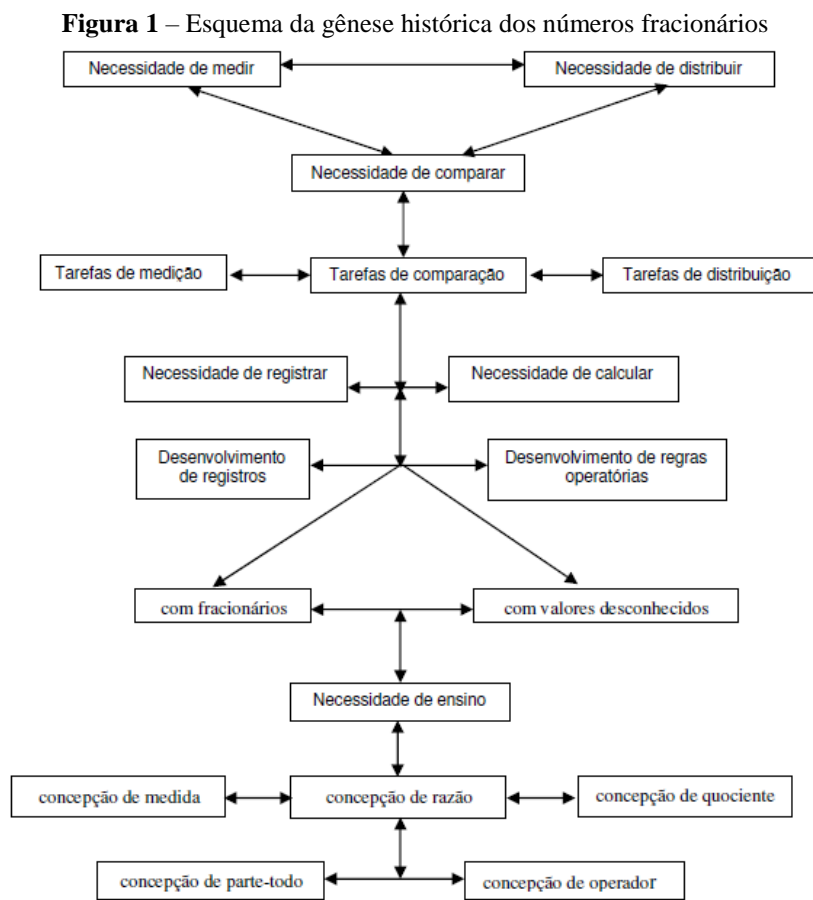 Figura 1 – Esquema da gênese histórica dos números fracionários
Necessidade de medir
Necessidade de distribuir
Necessidade de comparar
Tarefas de medição
Tarefas de comparação
Tarefas de distribuição
Necessidade de registrar
Necessidade de calcular
Desenvolvimento
de registros
Desenvolvimento de regras
operatórias
com fracionários
com valores desconhecidos
Necessidade de ensino
concepção de medida
concepção de razão
concepção de quociente
concepção de parte-todo
concepção de operador